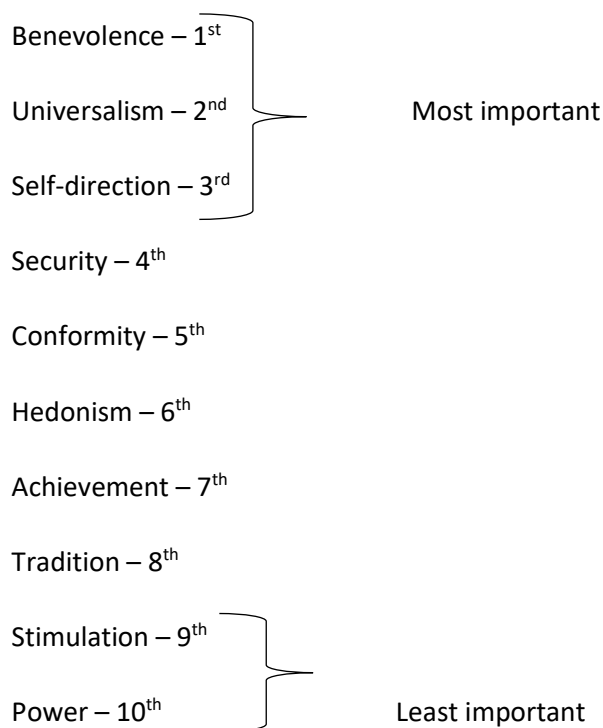 Benevolence – 1st
Universalism – 2nd Most important
Self-direction – 3rd
Security – 4th
Conformity – 5th
Hedonism – 6th
Achievement – 7th
Tradition – 8th
Stimulation – 9th
Power – 10th Least important